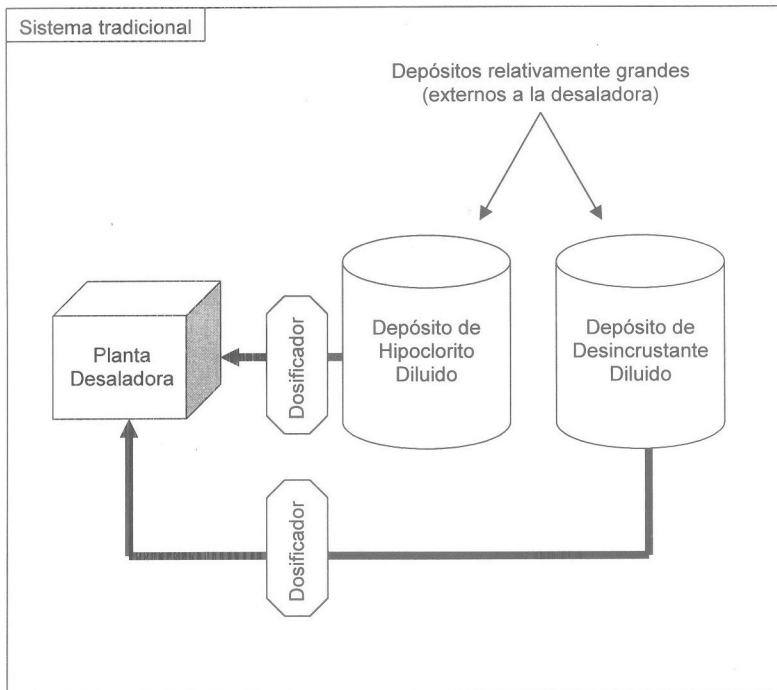 Sistema tradicional
Depósitos relativamente grandes
(externos a la desaladora)
Planta
Desaladora
Dosificador
Depósito de
Hipoclorito
Diluido
Depósito de
Desincrustante
Diluido
Dosificador